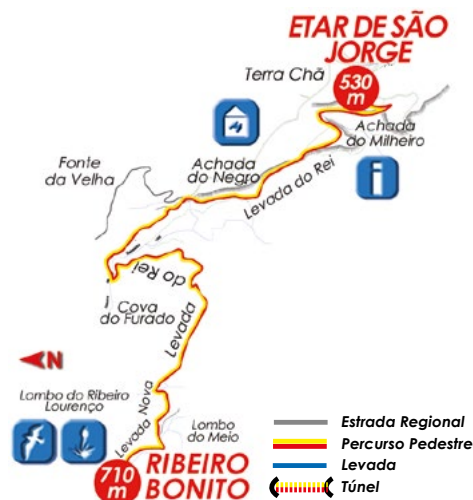 ETAR DE SÃO
JORGE
530
m
Terra Chã
Achada
do Milheiro
Achada
do Negro
Levada do Rei
i
Fonte
da Velha
do Rei
Cova
do Furado
Levada
N
Lombo do Ribeiro
Lourenço
Levada Nova
Lombo
do Meio
710
m
RIBEIRO
BONITO
Estrada Regional
Percurso Pedestre
Levada
Túnel